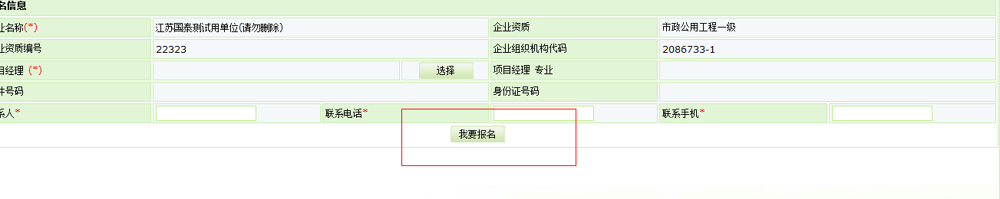 名信息
业名称(*) 江苏国泰测试用单位(请勿删除) 企业资质 市政公用工程一级
业资质编号 22323 企业组织机构代码 2086733-1
目经理 (*) 选择 项目经理 专业
件号码 身份证号码
系人* 联系电话* 联系手机*
我要报名